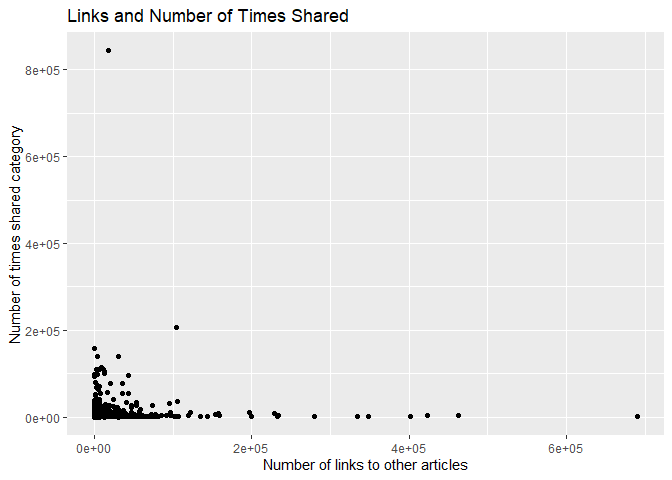 Links and Number of Times Shared
Number of times shared category
8e+05
6e+05
4e+05
2e+05
0e+00
0e+00 2e+05 4e+05 6e+05
Number of links to other articles